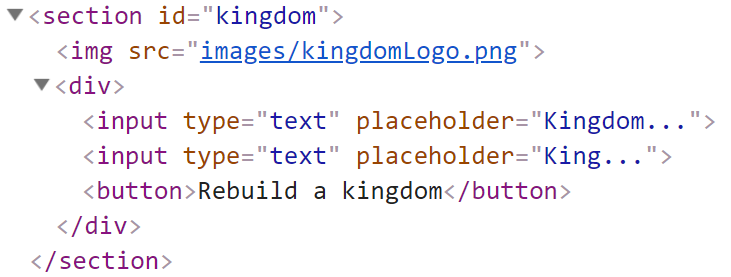 <section id="kingdom">
<img src="images/kingdomLogo.png">
<div>
<input type="text" placeholder="Kingdom...">
<input type="text" placeholder="King...">
<button>Rebuild a kingdom</button>
</div>
</section>